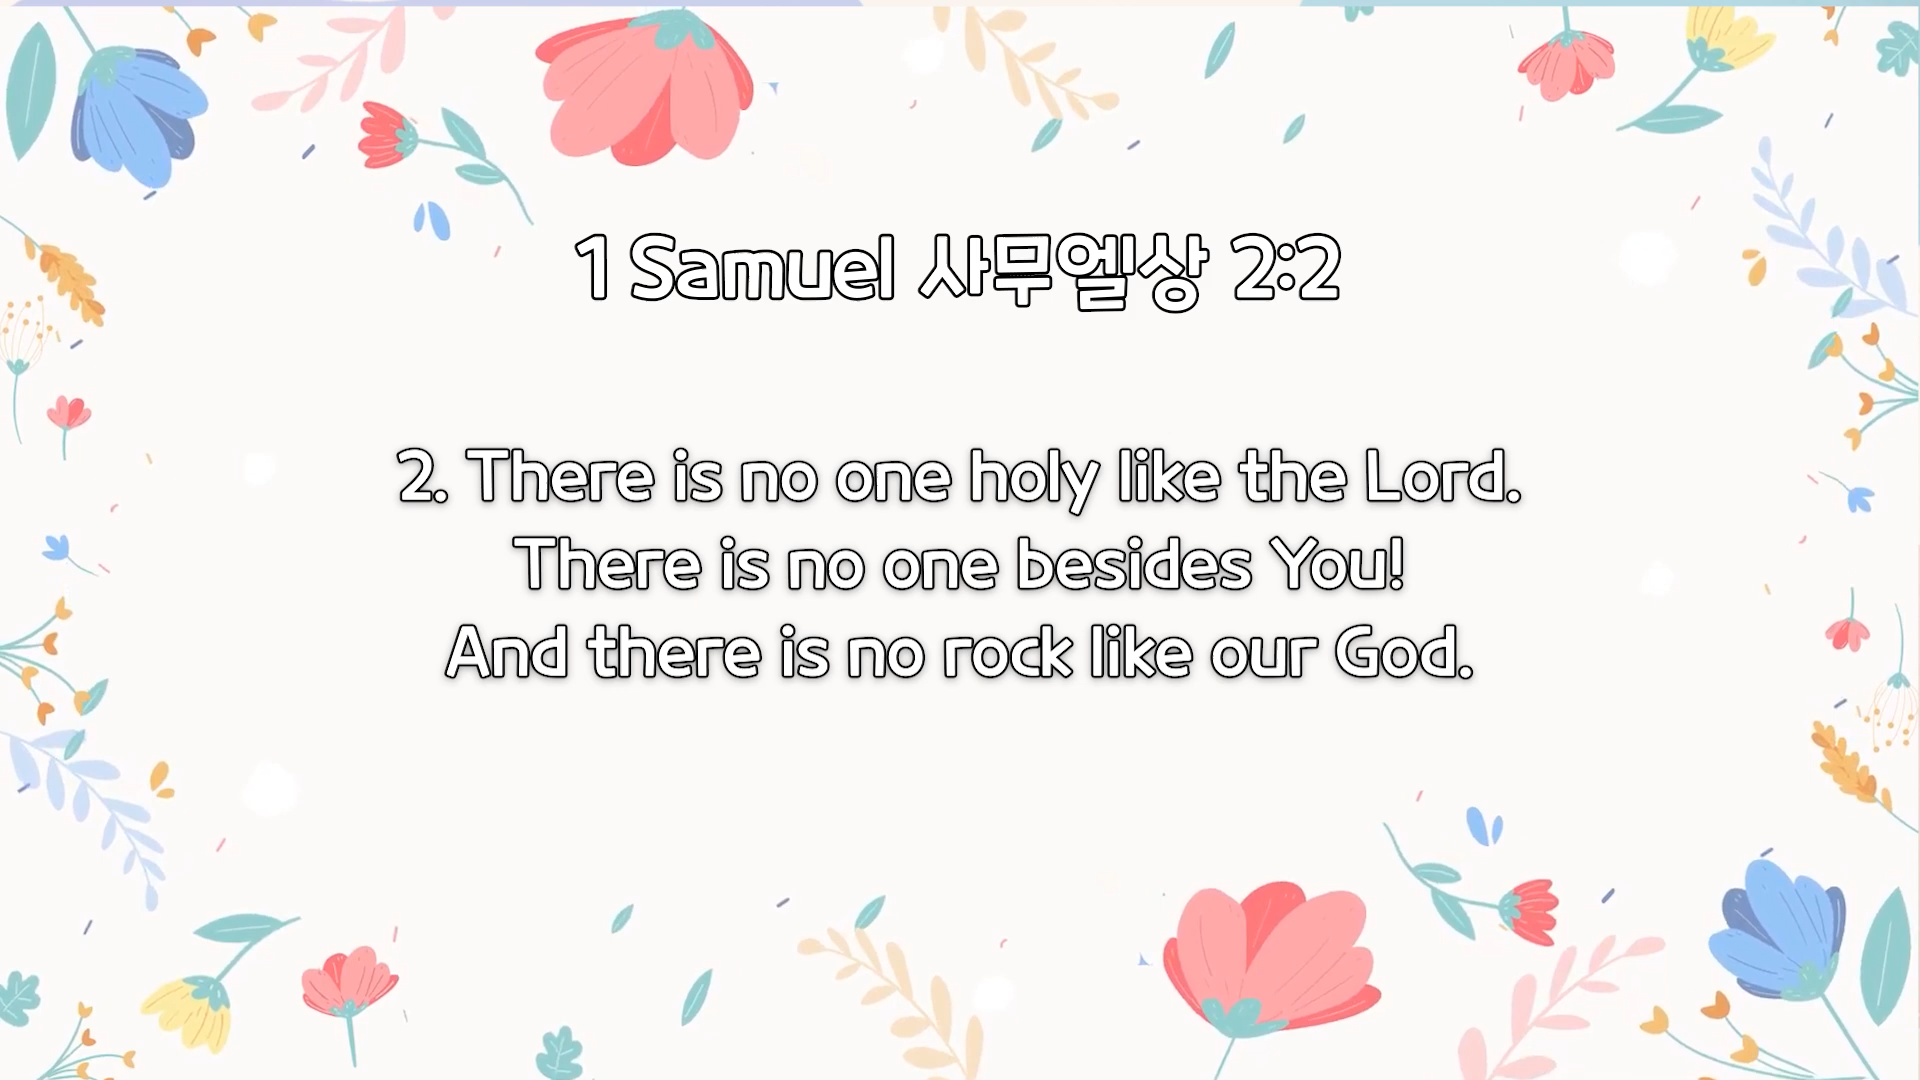 1 Samuel 사무엘상 2:2
2. There is no one holy like the Lord.
There is no one besides You!
And there is no rock like our God.